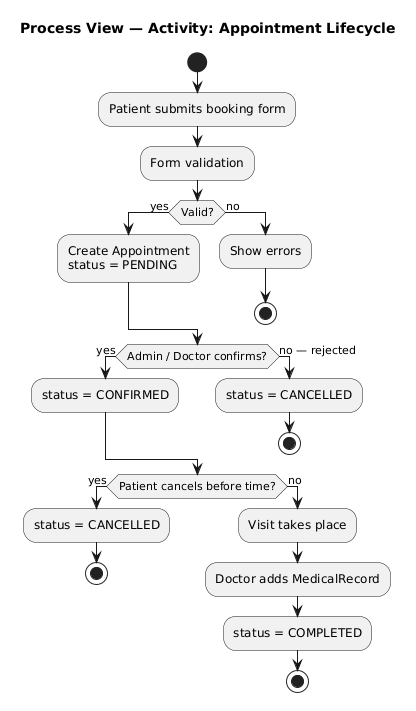 Process View — Activity: Appointment Lifecycle
Patient submits booking form
Form validation
yes
Valid?
no
Create Appointment
status = PENDING
Show errors
yes
Admin / Doctor confirms?
no — rejected
status = CONFIRMED
status = CANCELLED
yes
Patient cancels before time?
no
status = CANCELLED
Visit takes place
Doctor adds MedicalRecord
status = COMPLETED